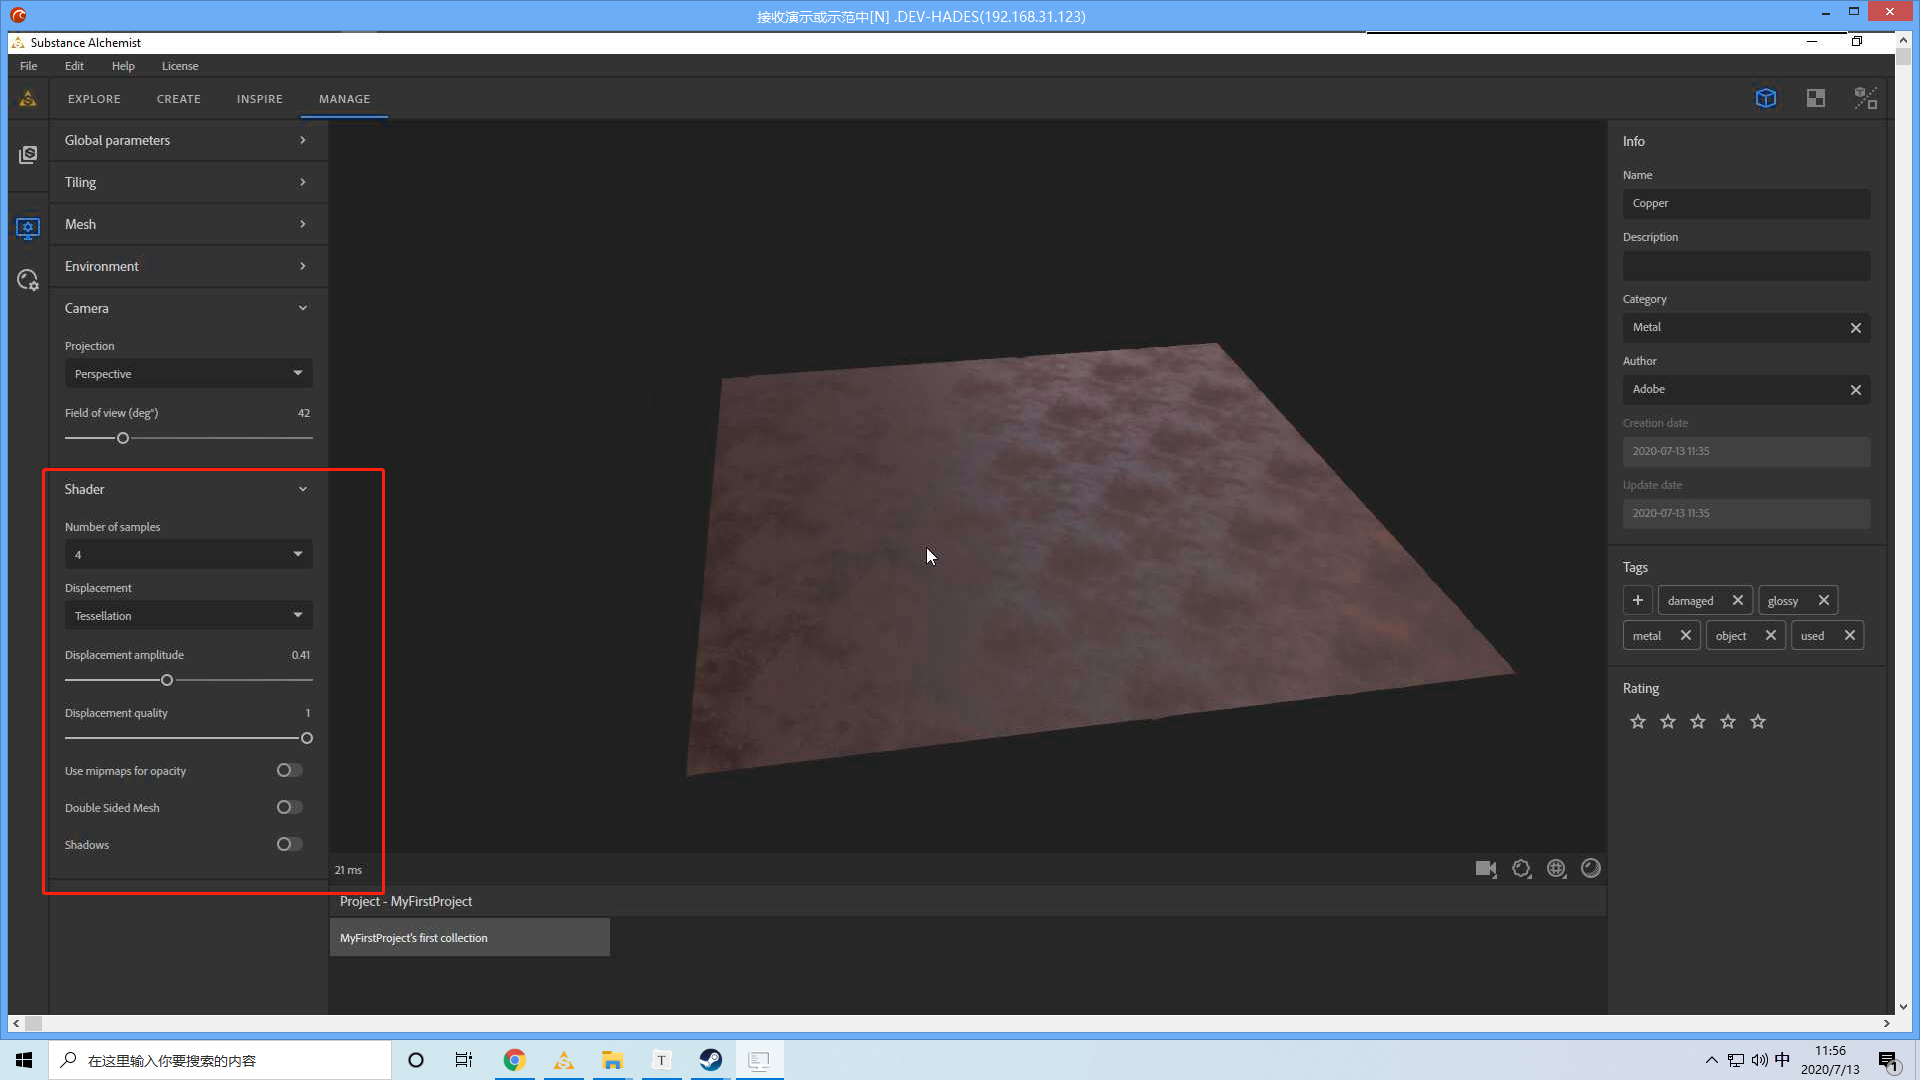 接收演示或示范中[N] .DEV-HADES(192.168.31.123)
Substance Alchemist
File Edit Help License
EXPLORE CREATE INSPIRE MANAGE
Global parameters
Tiling
Mesh
Environment
Camera
Projection
Perspective
Field of view (deg°) 42
Shader
Number of samples
4
Displacement
Tessellation
Displacement amplitude 0.41
Displacement quality 1
Use mipmaps for opacity
Double Sided Mesh
Shadows
21 ms
Project - MyFirstProject
MyFirstProject's first collection
Info
Name
Copper
Description
Category
Metal
Author
Adobe
Creation date
2020-07-13 11:35
Update date
2020-07-13 11:35
Tags
damaged glossy
metal object used
Rating
在这里输入你要搜索的内容
T
中
11:56
2020/7/13
1